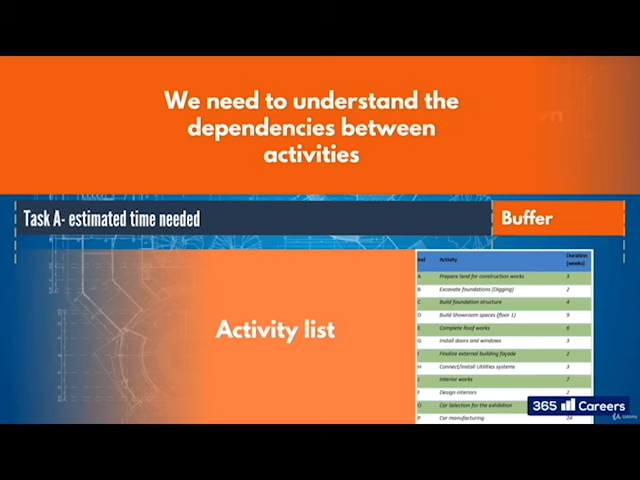 We need to understand the
dependencies between
activities
Task A- estimated time needed
Buffer
Activity list
Ref Activity Duration (weeks)
A Prepare land for construction works 3
B Excavate foundations (Digging) 2
C Build foundation structure 4
D Build Showroom spaces (floor 1) 9
E Complete Roof works 6
G Install doors and windows 3
I Finalize external building façade 2
H Connect/Install Utilities systems 3
J Interior works 7
F Design interiors 2
O Car Selection for the exhibition
P Car manufacturing 24
365 Careers
Udemy